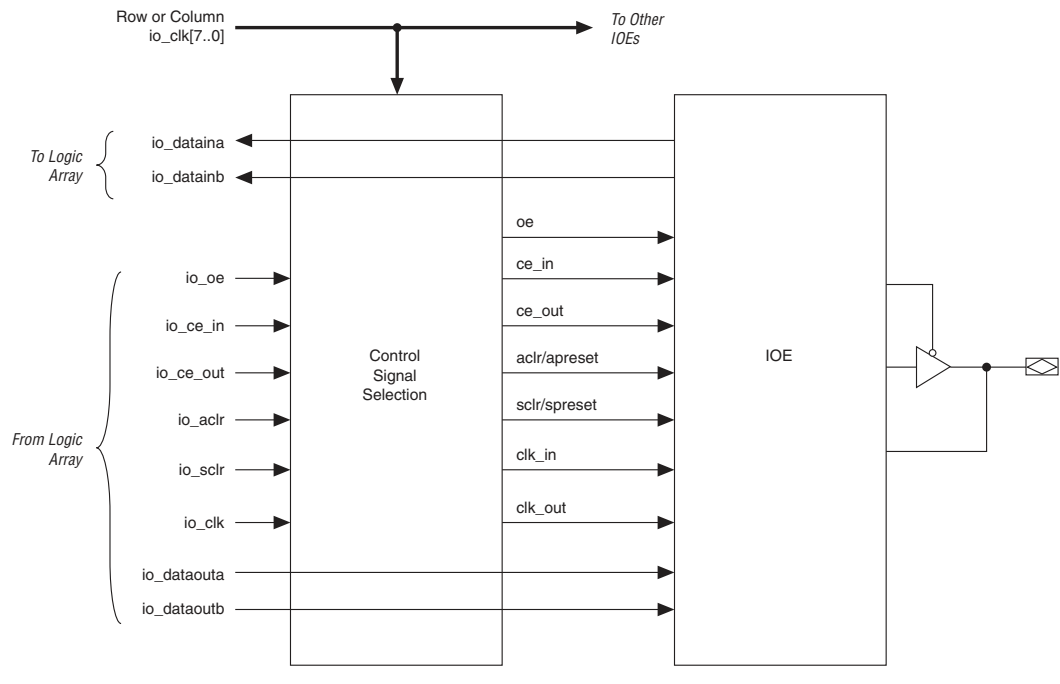 Row or Column
io_clk[7..0]
To Other
IOEs
To Logic
Array
io_dataina
io_datainb
From Logic
Array
io_oe
io_ce_in
io_ce_out
io_aclr
io_sclr
io_clk
io_dataouta
io_dataoutb
Control
Signal
Selection
oe
ce_in
ce_out
aclr/apreset
sclr/spreset
clk_in
clk_out
IOE